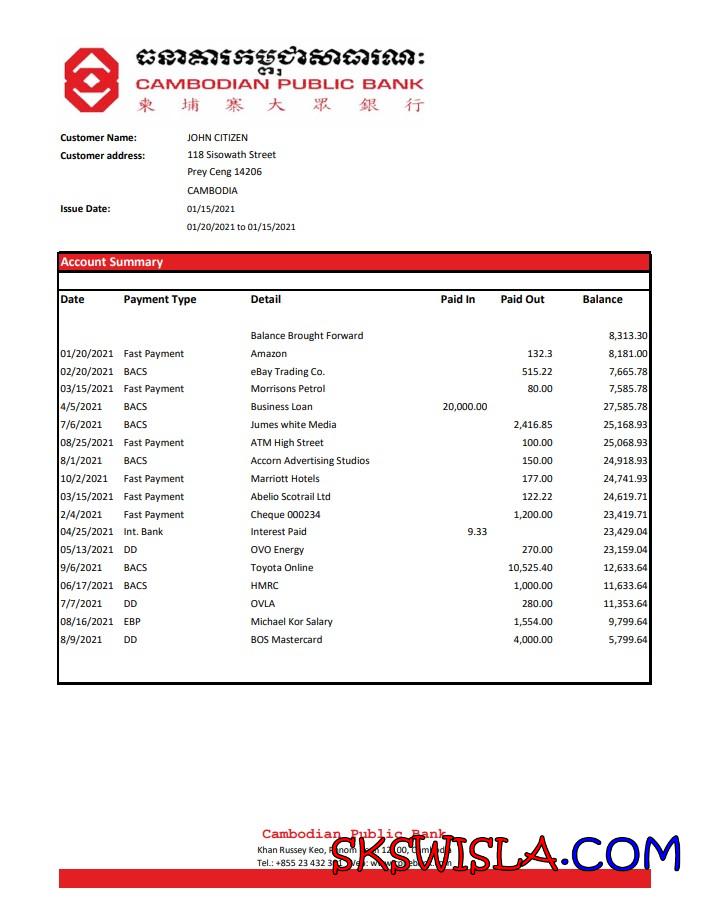 ធនាគារកម្ពុជាសាធារណៈ
CAMBODIAN PUBLIC BANK
柬 埔 寨 大 眾 銀 行
Customer Name: JOHN CITIZEN
Customer address: 118 Sisowath Street
Prey Ceng 14206
CAMBODIA
Issue Date: 01/15/2021
01/20/2021 to 01/15/2021
Account Summary
Date Payment Type Detail Paid In Paid Out Balance
Balance Brought Forward 8,313.30
01/20/2021 Fast Payment Amazon 132.3 8,181.00
02/20/2021 BACS eBay Trading Co. 515.22 7,665.78
03/15/2021 Fast Payment Morrisons Petrol 80.00 7,585.78
4/5/2021 BACS Business Loan 20,000.00 27,585.78
7/6/2021 BACS Jumes white Media 2,416.85 25,168.93
08/25/2021 Fast Payment ATM High Street 100.00 25,068.93
8/1/2021 BACS Accorn Advertising Studios 150.00 24,918.93
10/2/2021 Fast Payment Marriott Hotels 177.00 24,741.93
03/15/2021 Fast Payment Abelio Scotrail Ltd 122.22 24,619.71
2/4/2021 Fast Payment Cheque 000234 1,200.00 23,419.71
04/25/2021 Int. Bank Interest Paid 9.33 23,429.04
05/13/2021 DD OVO Energy 270.00 23,159.04
9/6/2021 BACS Toyota Online 10,525.40 12,633.64
06/17/2021 BACS HMRC 1,000.00 11,633.64
7/7/2021 DD OVLA 280.00 11,353.64
08/16/2021 EBP Michael Kor Salary 1,554.00 9,799.64
8/9/2021 DD BOS Mastercard 4,000.00 5,799.64
Cambodian Public Bank
Khan Russey Keo,
Tel.: +855 23 432
SKSWISLA.COM